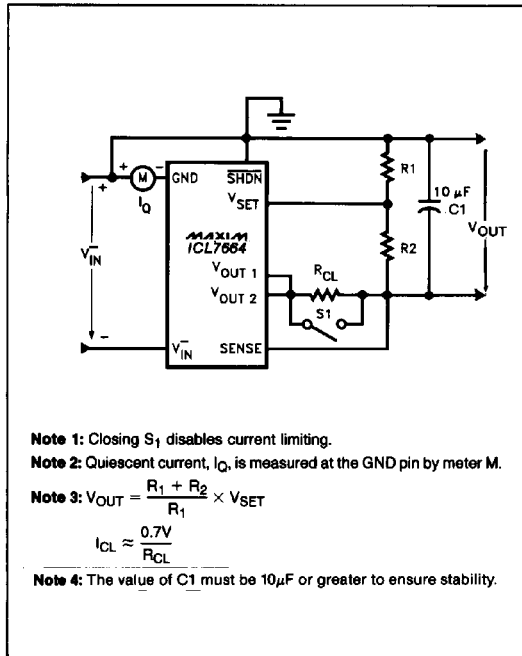 GND
SHDN
R1
+ M −
I_Q
V_SET
10 µF
C1
MAXIM
ICL7664
V_IN^−
V_OUT
R2
V_OUT 1
V_OUT 2
R_CL
S1
+
−
V_IN^−
SENSE
Note 1: Closing S₁ disables current limiting.
Note 2: Quiescent current, I_Q, is measured at the GND pin by meter M.
Note 3: V_OUT = (R₁ + R₂)/R₁ × V_SET
I_CL ≈ 0.7V/R_CL
Note 4: The value of C1 must be 10µF or greater to ensure stability.